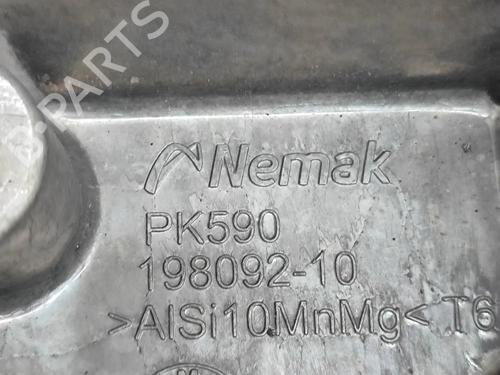 B-PARTS
Nemak
PK590
198092-10
>AlSi10MnMg< T6